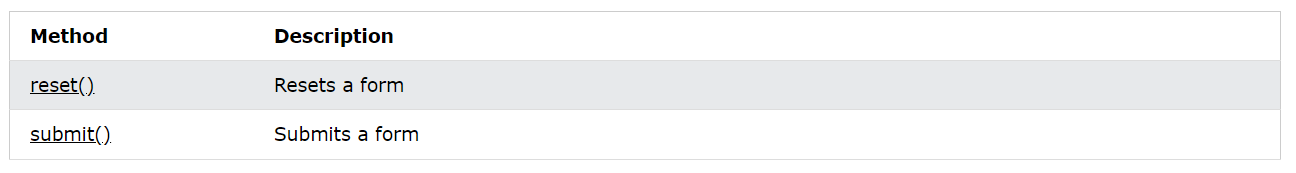 Method Description
reset() Resets a form
submit() Submits a form